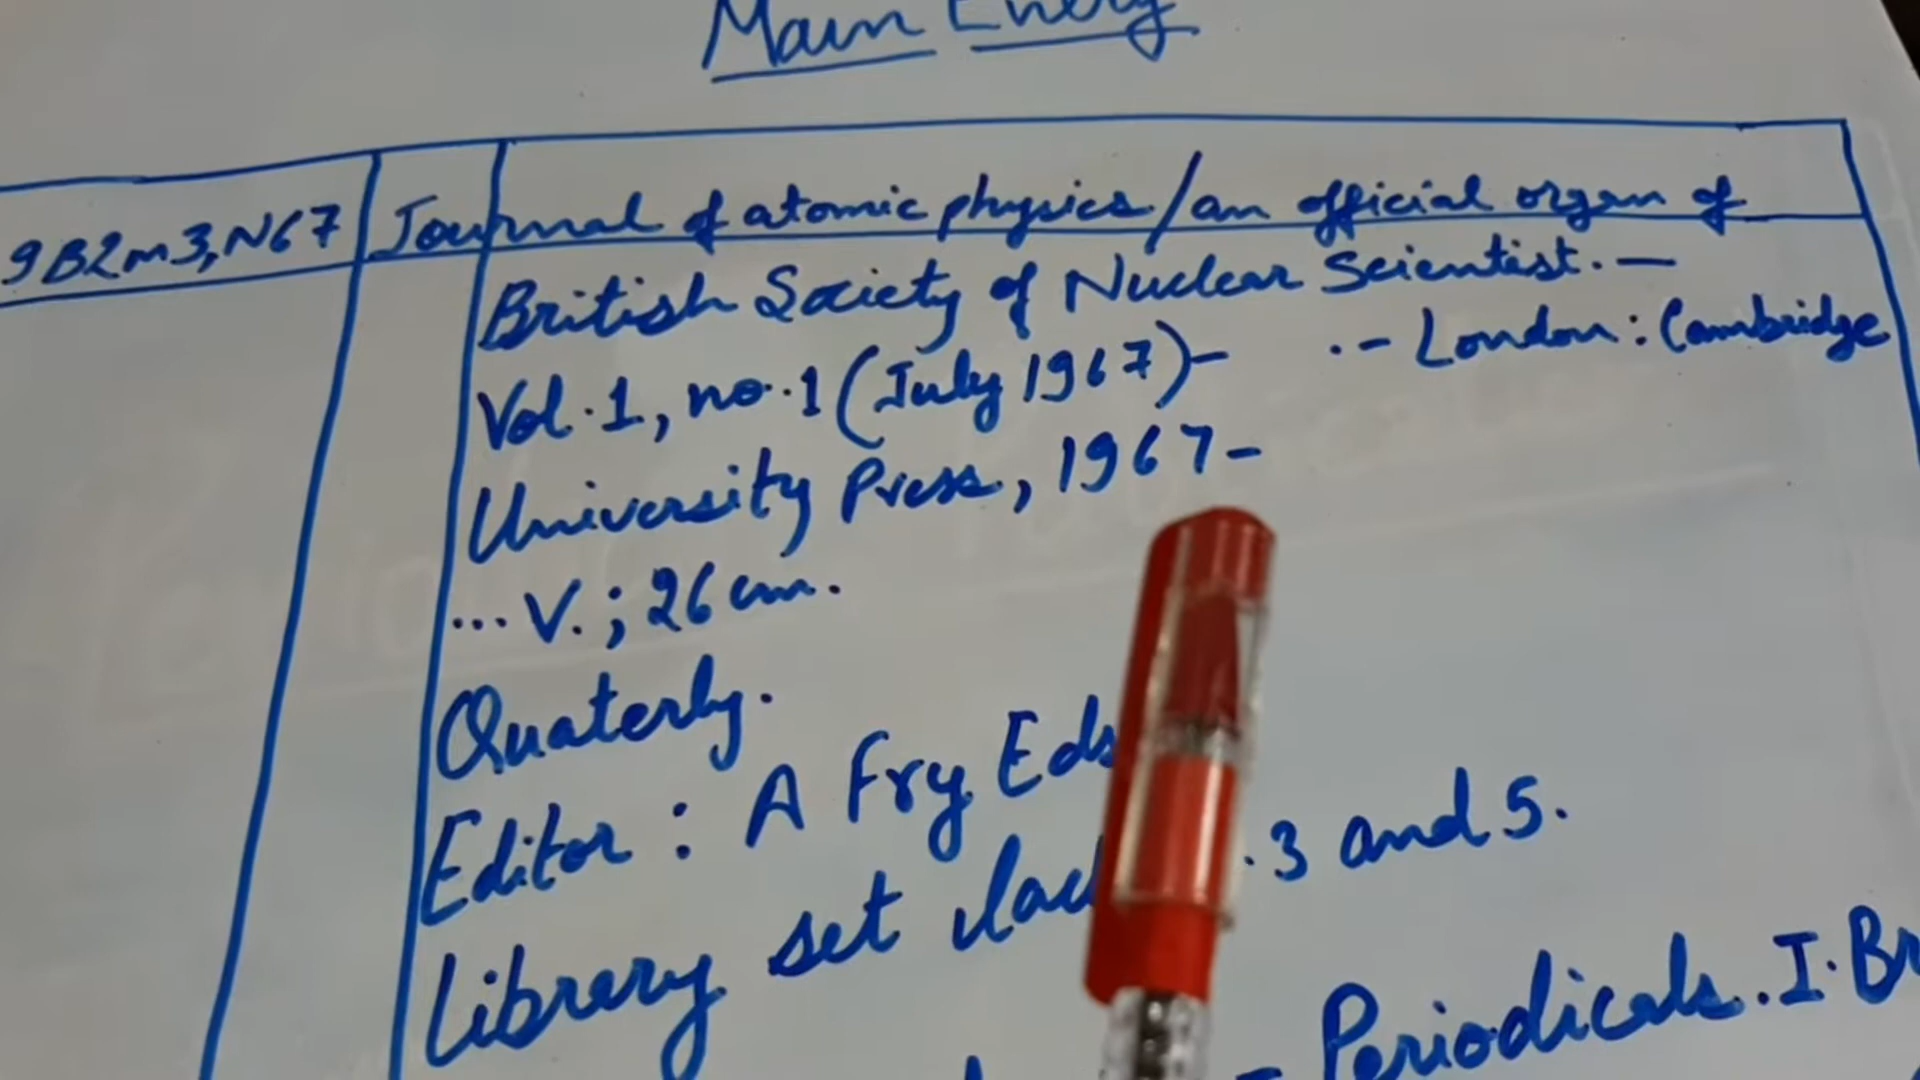 Main Entry
9B2m3,N67 Journal of atomic physics / an official organ of
British Society of Nuclear Scientist. —
Vol. 1, no. 1 (July 1967)- .- London : Cambridge
University Press, 1967-
... V. ; 26 cm.
Quaterly.
Editor : A Fry Eds
Library set .3 and 5.
Periodicals. I. Br